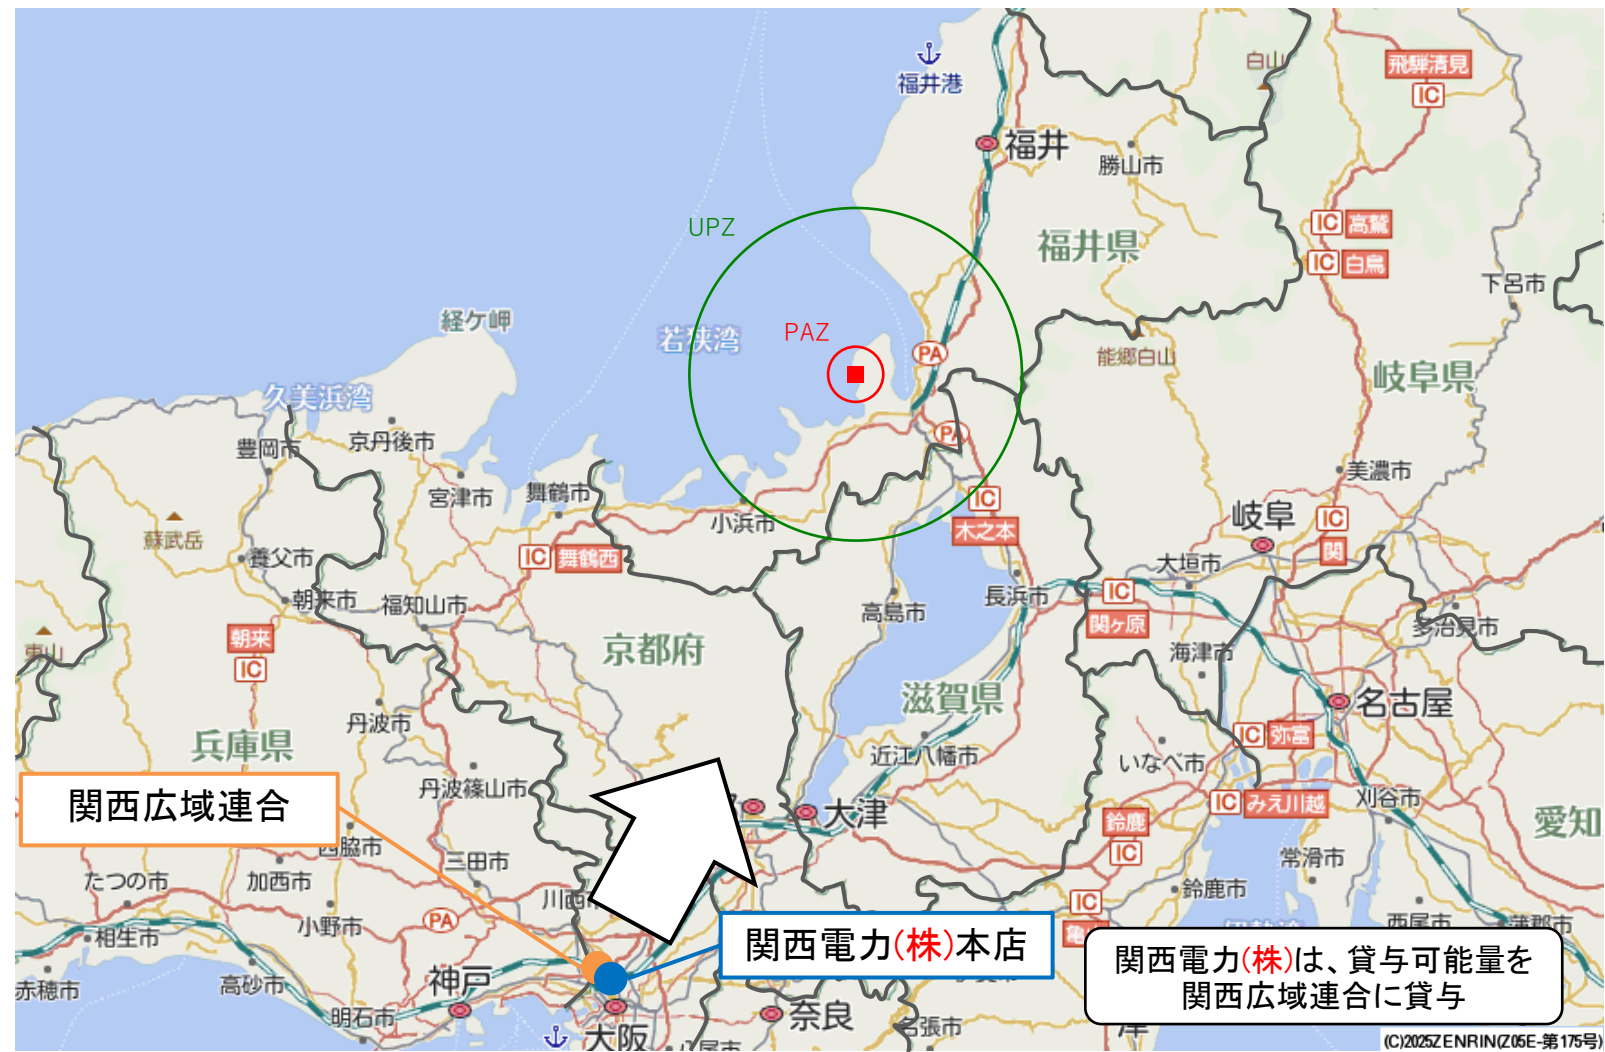 福井港
白山
飛騨清見
IC
福井
勝山市
UPZ
福井県
IC 高鷲
IC 白鳥
下呂市
経ケ岬
若狭湾
PAZ
PA
能郷白山
岐阜県
久美浜湾
豊岡市
京丹後市
PA
美濃市
宮津市
舞鶴市
IC
木之本
小浜市
岐阜
IC
関
蘇武岳
養父市
IC 舞鶴西
大垣市
朝来市
福知山市
高島市
長浜市
IC
関ヶ原
多治見市
朝来
IC
京都府
海津市
滋賀県
名古屋
丹波市
兵庫県
近江八幡市
いなべ市
IC 弥富
丹波篠山市
IC みえ川越
刈谷市
関西広域連合
大津
鈴鹿
IC
愛知
西脇市
三田市
常滑市
たつの市
加西市
川西
鈴鹿市
IC
亀山
小野市
PA
相生市
西尾市
蒲郡市
関西電力(株)本店
関西電力(株)は、貸与可能量を
関西広域連合に貸与
赤穂市
高砂市
神戸
明石市
大阪
奈良
名張市
八尾市
津
(C)2025ZENRIN(Z05E-第175号)